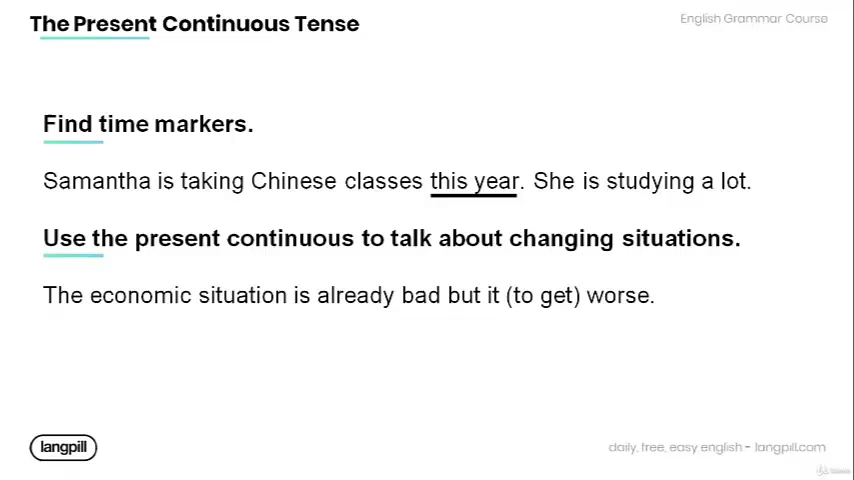 The Present Continuous Tense
English Grammar Course
Find time markers.
Samantha is taking Chinese classes this year. She is studying a lot.
Use the present continuous to talk about changing situations.
The economic situation is already bad but it (to get) worse.
langpill
daily, free, easy english - langpill.com